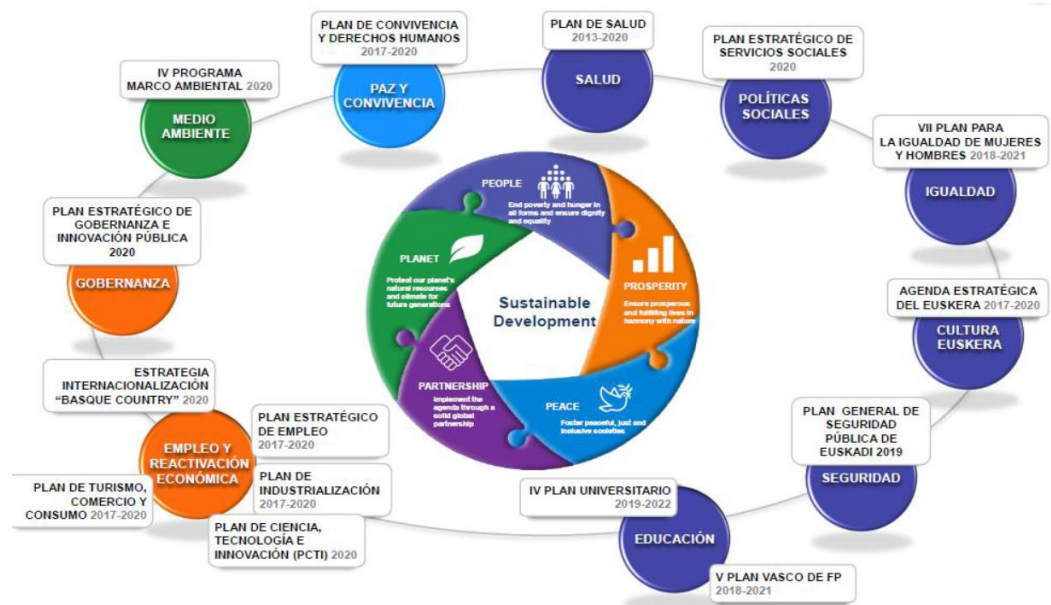 PLAN DE CONVIVENCIA
Y DERECHOS HUMANOS
2017-2020
PAZ Y
CONVIVENCIA
PLAN DE SALUD
2013-2020
SALUD
PLAN ESTRATÉGICO DE
SERVICIOS SOCIALES
2020
POLÍTICAS
SOCIALES
IV PROGRAMA
MARCO AMBIENTAL 2020
MEDIO
AMBIENTE
VII PLAN PARA
LA IGUALDAD DE MUJERES
Y HOMBRES 2018-2021
IGUALDAD
PLAN ESTRATÉGICO DE
GOBERNANZA E
INNOVACIÓN PÚBLICA
2020
GOBERNANZA
PEOPLE
End poverty and hunger in
all forms and ensure dignity
and equality
PLANET
Protect our planet's
natural resources
and climate for
future generations
PROSPERITY
Ensure prosperous
and fulfilling lives in
harmony with nature
Sustainable
Development
AGENDA ESTRATÉGICA
DEL EUSKERA 2017-2020
CULTURA
EUSKERA
PARTNERSHIP
Implement the
agenda through a
solid global
partnership
PEACE
Foster peaceful, just and
inclusive societies
ESTRATEGIA
INTERNACIONALIZACIÓN
“BASQUE COUNTRY” 2020
PLAN ESTRATÉGICO
DE EMPLEO
2017-2020
EMPLEO Y
REACTIVACIÓN
ECONÓMICA
PLAN DE
INDUSTRIALIZACIÓN
2017-2020
PLAN DE TURISMO,
COMERCIO Y
CONSUMO 2017-2020
PLAN DE CIENCIA,
TECNOLOGÍA E
INNOVACIÓN (PCTI) 2020
PLAN GENERAL DE
SEGURIDAD
PÚBLICA DE
EUSKADI 2019
SEGURIDAD
IV PLAN UNIVERSITARIO
2019-2022
EDUCACIÓN
V PLAN VASCO DE FP
2018-2021